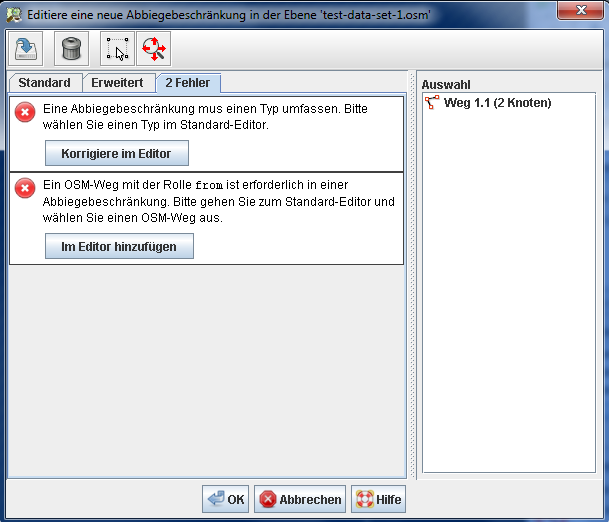 Editiere eine neue Abbiegebeschränkung in der Ebene 'test-data-set-1.osm'
Standard
Erweitert
2 Fehler
Eine Abbiegebeschränkung mus einen Typ umfassen. Bitte
wählen Sie einen Typ im Standard-Editor.
Korrigiere im Editor
Ein OSM-Weg mit der Rolle from ist erforderlich in einer
Abbiegebeschränkung. Bitte gehen Sie zum Standard-Editor und
wählen Sie einen OSM-Weg aus.
Im Editor hinzufügen
Auswahl
Weg 1.1 (2 Knoten)
OK
Abbrechen
Hilfe